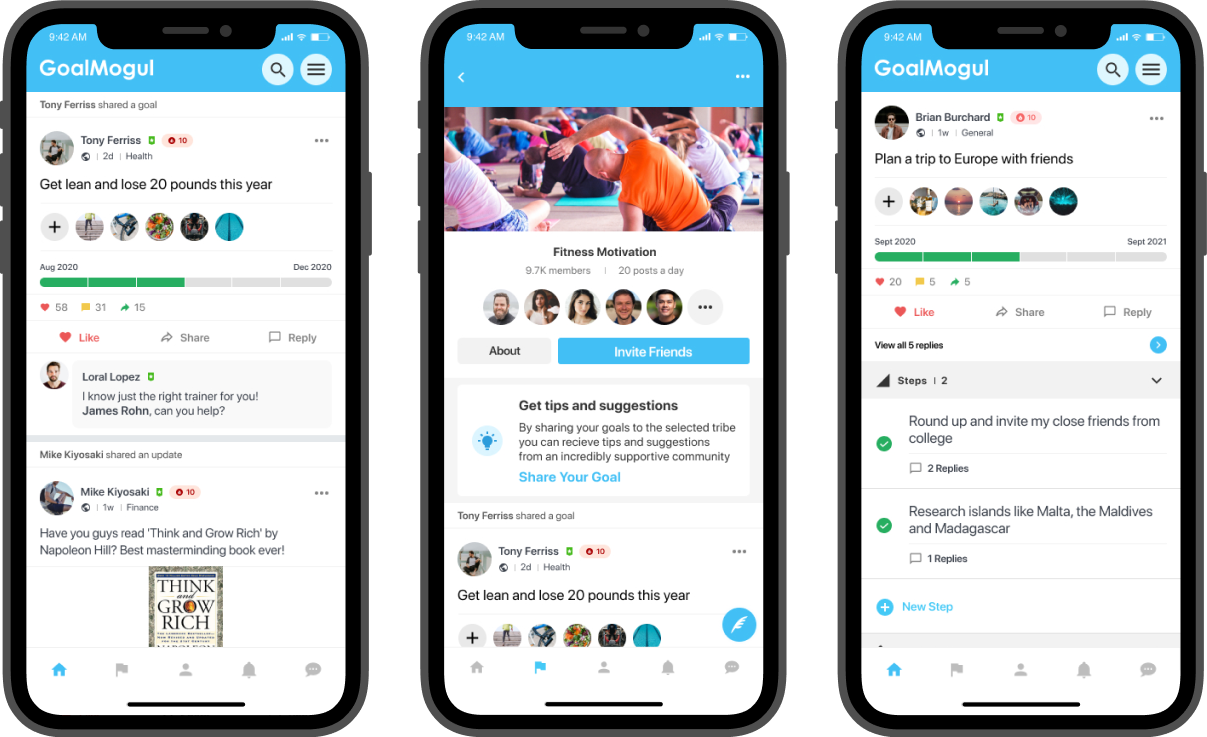 9:42 AM
GoalMogul
Tony Ferriss shared a goal
Tony Ferriss 10
2d | Health
Get lean and lose 20 pounds this year
Aug 2020 Dec 2020
58 31 15
Like Share Reply
Loral Lopez
I know just the right trainer for you!
James Rohn, can you help?
Mike Kiyosaki shared an update
Mike Kiyosaki 10
1w | Finance
Have you guys read 'Think and Grow Rich' by
Napoleon Hill? Best masterminding book ever!
THINK
and
GROW
RICH
9:42 AM
Fitness Motivation
9.7K members | 20 posts a day
About Invite Friends
Get tips and suggestions
By sharing your goals to the selected tribe
you can recieve tips and suggestions
from an incredibly supportive community
Share Your Goal
Tony Ferriss shared a goal
Tony Ferriss 10
2d | Health
Get lean and lose 20 pounds this year
9:42 AM
GoalMogul
Brian Burchard 10
1w | General
Plan a trip to Europe with friends
Sept 2020 Sept 2021
20 5 5
Like Share Reply
View all 5 replies
Steps | 2
Round up and invite my close friends from
college
2 Replies
Research islands like Malta, the Maldives
and Madagascar
1 Replies
New Step